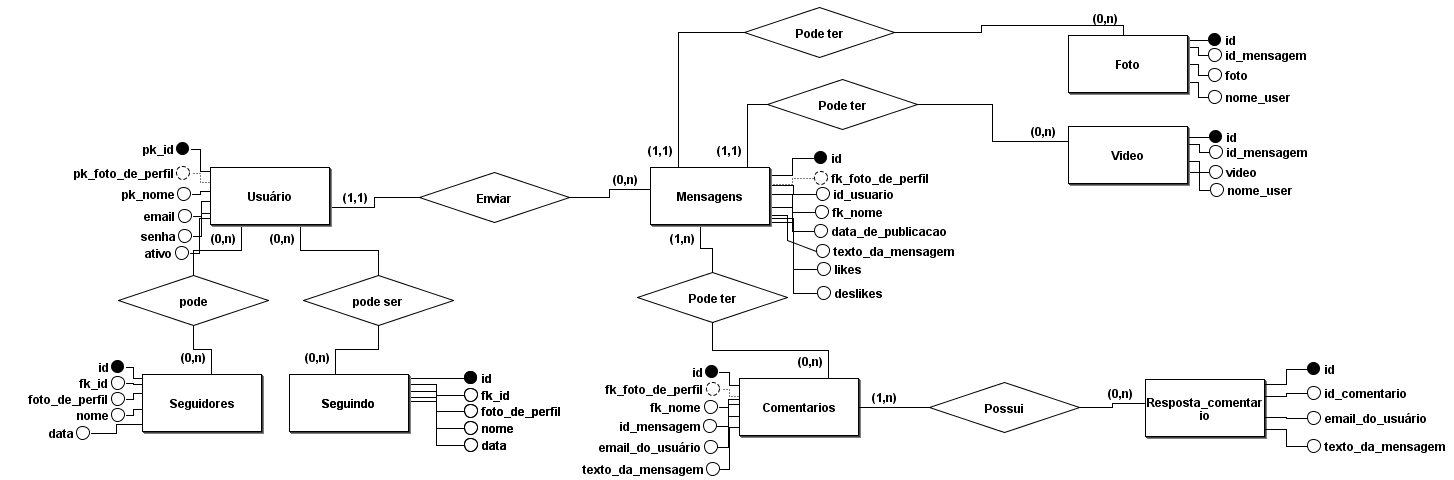 Pode ter
(0,n)
Foto
id
id_mensagem
foto
nome_user
Pode ter
(1,1)
(1,1)
(0,n)
Video
id
id_mensagem
video
nome_user
pk_id
pk_foto_de_perfil
pk_nome
email
senha
ativo
Usuário
(1,1)
Enviar
(0,n)
Mensagens
id
fk_foto_de_perfil
id_usuario
fk_nome
data_de_publicacao
texto_da_mensagem
likes
deslikes
(0,n)
(0,n)
(1,n)
pode
pode ser
Pode ter
(0,n)
(0,n)
(0,n)
id
fk_id
foto_de_perfil
nome
data
Seguidores
Seguindo
id
fk_id
foto_de_perfil
nome
data
id
fk_foto_de_perfil
fk_nome
id_mensagem
email_do_usuário
texto_da_mensagem
Comentarios
(1,n)
Possui
(0,n)
Resposta_comentar
io
id
id_comentario
email_do_usuário
texto_da_mensagem